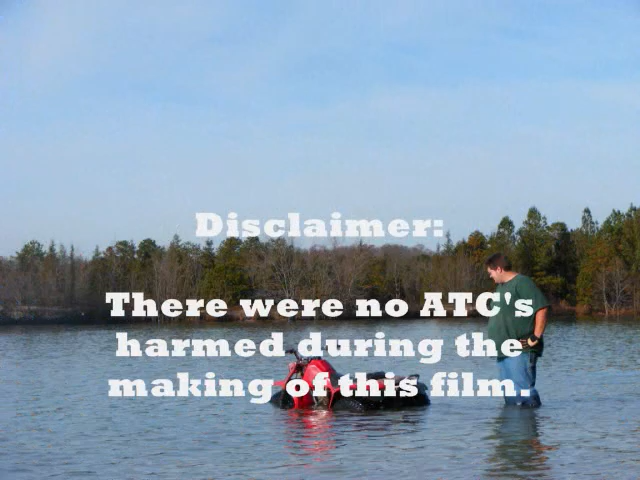 Disclaimer:
There were no ATC's
harmed during the
making of this film.